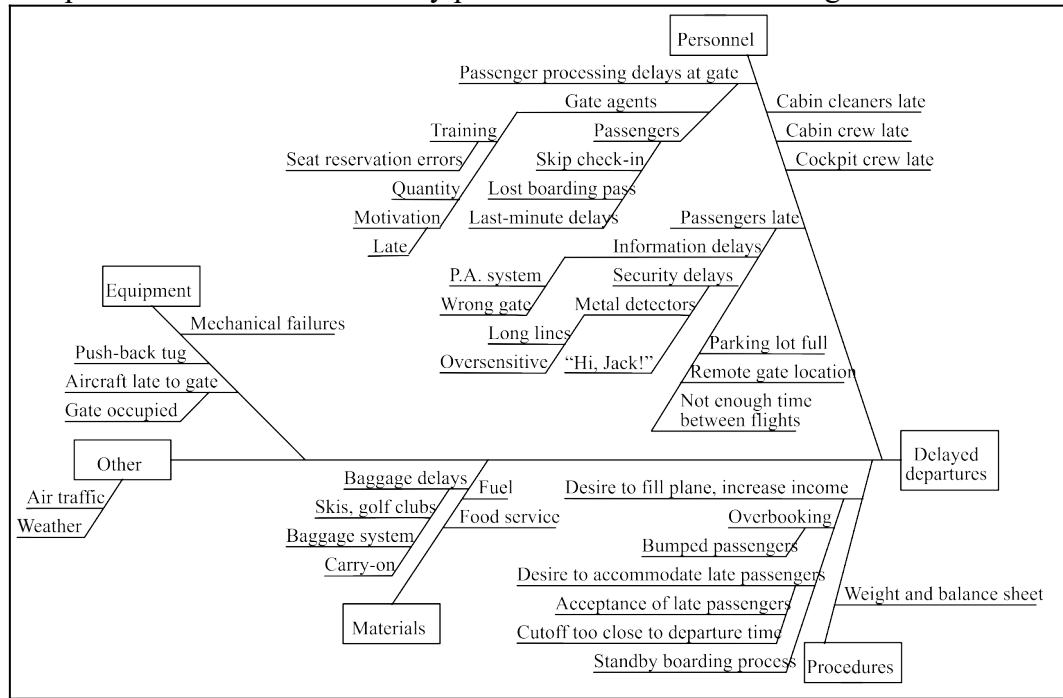 Personnel
Passenger processing delays at gate
Gate agents
Cabin cleaners late
Training
Passengers
Cabin crew late
Seat reservation errors
Skip check-in
Cockpit crew late
Quantity
Lost boarding pass
Motivation
Last-minute delays
Passengers late
Late
Information delays
P.A. system
Security delays
Equipment
Wrong gate
Metal detectors
Mechanical failures
Long lines
Parking lot full
Push-back tug
Oversensitive
“Hi, Jack!”
Aircraft late to gate
Remote gate location
Gate occupied
Not enough time
between flights
Other
Delayed
departures
Baggage delays
Fuel
Desire to fill plane, increase income
Air traffic
Skis, golf clubs
Food service
Overbooking
Weather
Baggage system
Bumped passengers
Carry-on
Desire to accommodate late passengers
Weight and balance sheet
Acceptance of late passengers
Materials
Cutoff too close to departure time
Standby boarding process
Procedures